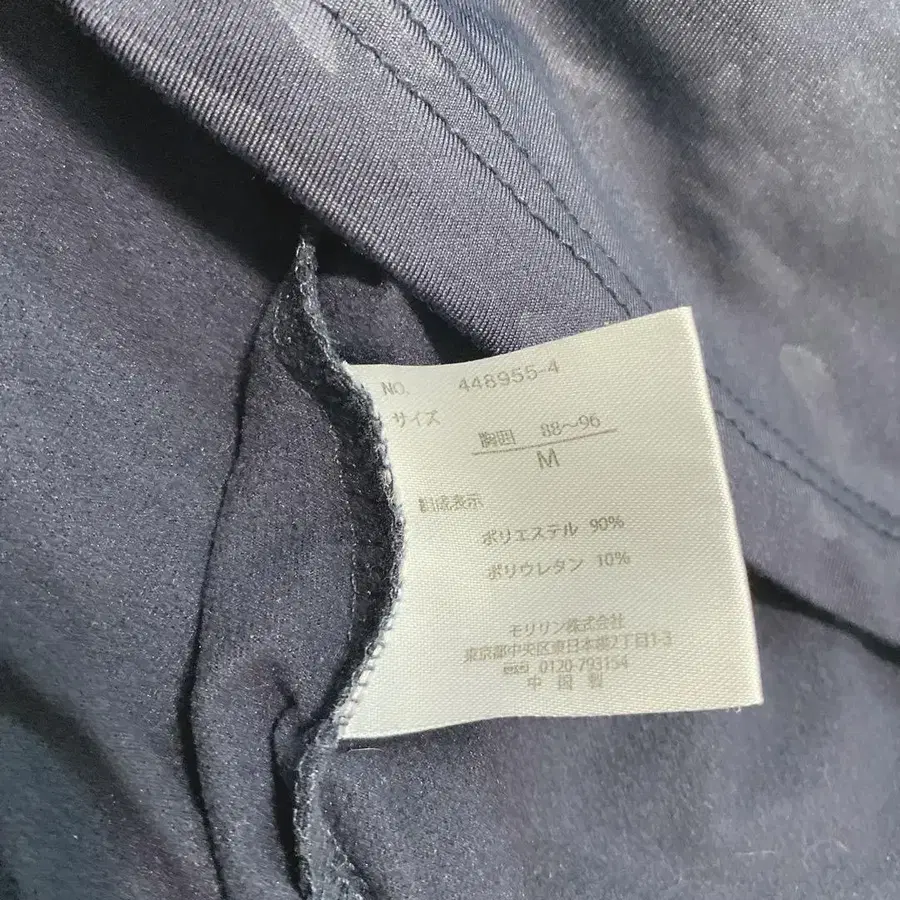 NO. 448955-4
サイズ
胸囲 88〜96
M
組成表示
ポリエステル 90%
ポリウレタン 10%
モリリン株式会社
東京都中央区東日本橋2丁目1-3
0120-793154
中国製